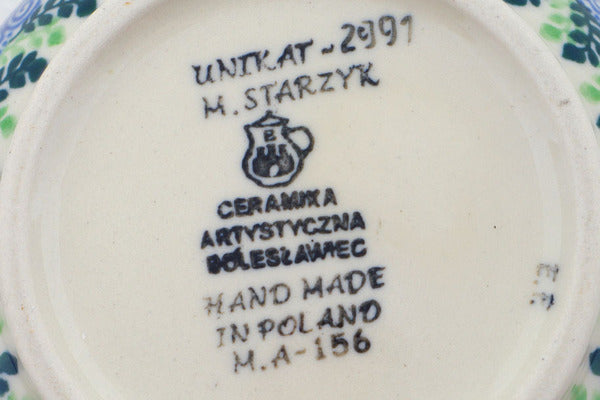 UNIKAT - 2991
M. STARZYK
B
CERAMIKA
ARTYSTYCZNA
BOLESŁAWIEC
HAND MADE
IN POLAND
M.A-156
E.E.